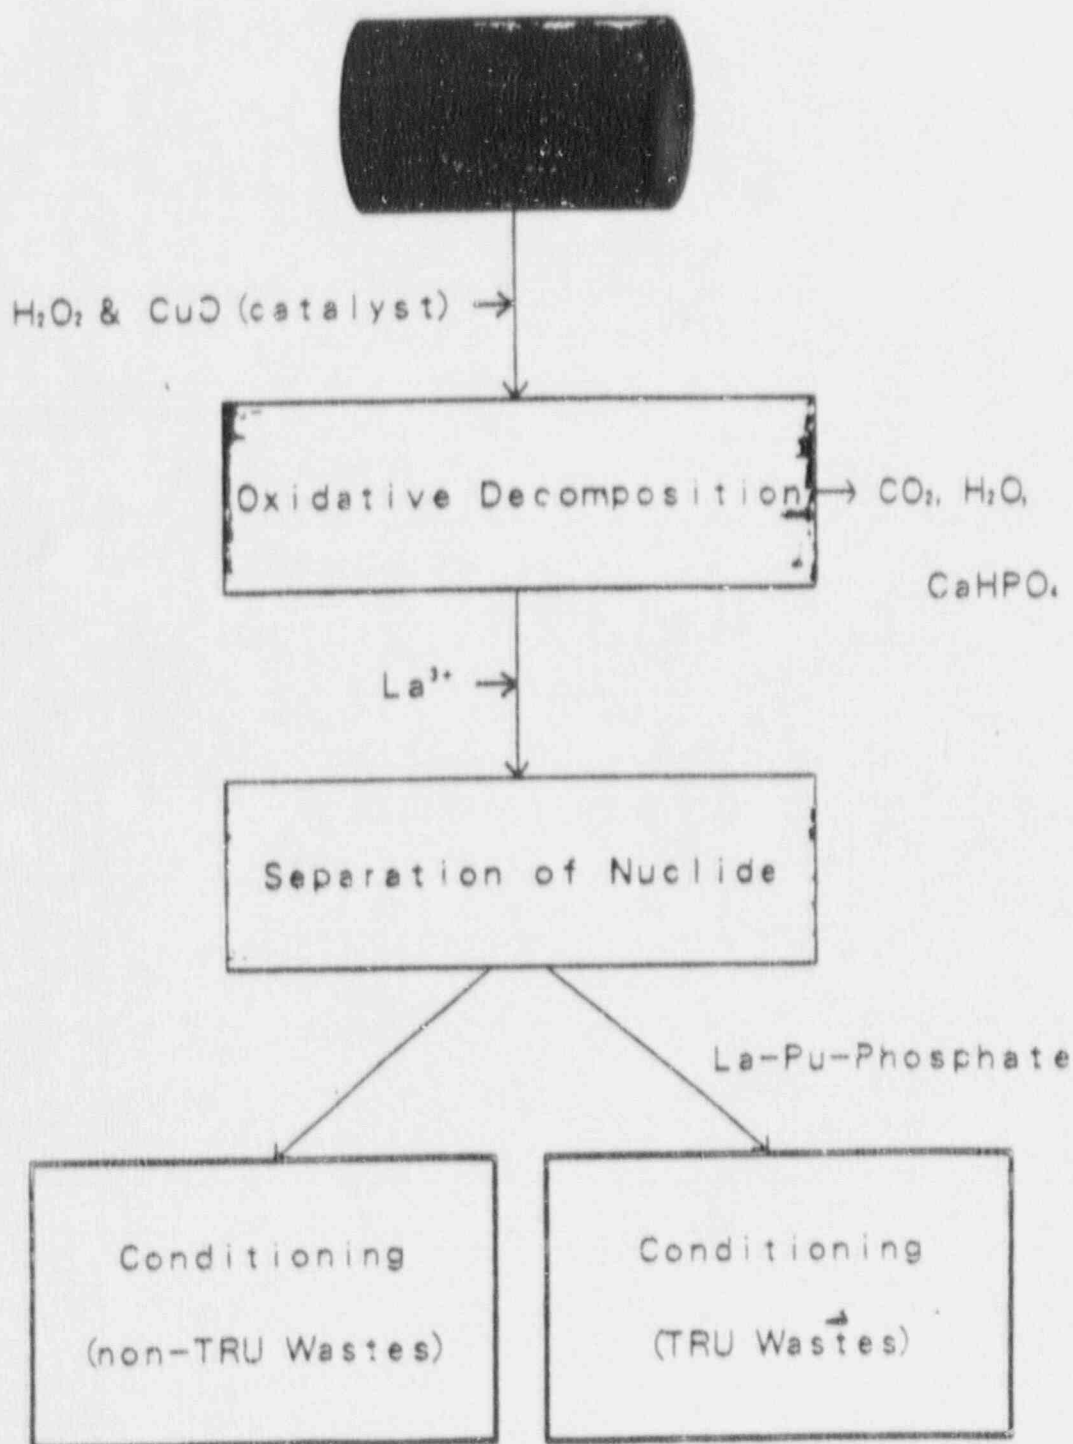 H₂O₂ & CuO (catalyst)
Oxidative Decomposition
CO₂, H₂O,
CaHPO₄
La³⁺
Separation of Nuclide
La-Pu-Phosphate
Conditioning
(non-TRU Wastes)
Conditioning
(TRU Wastes)